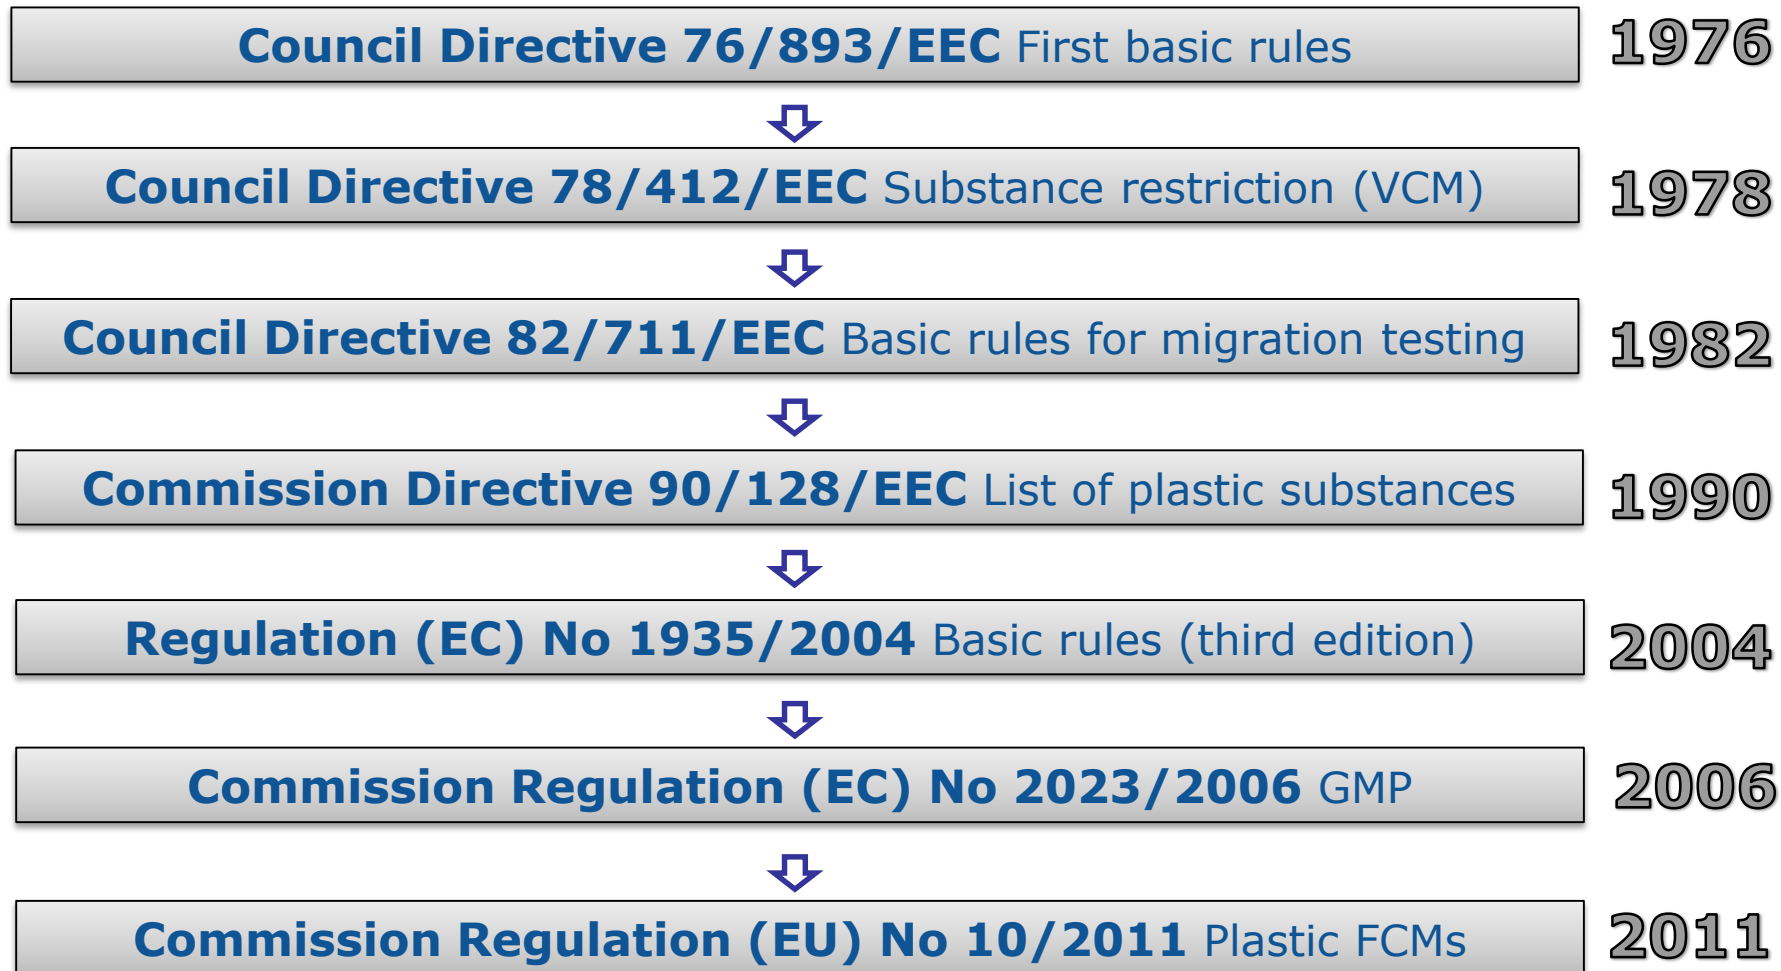 Council Directive 76/893/EEC First basic rules 1976
Council Directive 78/412/EEC Substance restriction (VCM) 1978
Council Directive 82/711/EEC Basic rules for migration testing 1982
Commission Directive 90/128/EEC List of plastic substances 1990
Regulation (EC) No 1935/2004 Basic rules (third edition) 2004
Commission Regulation (EC) No 2023/2006 GMP 2006
Commission Regulation (EU) No 10/2011 Plastic FCMs 2011